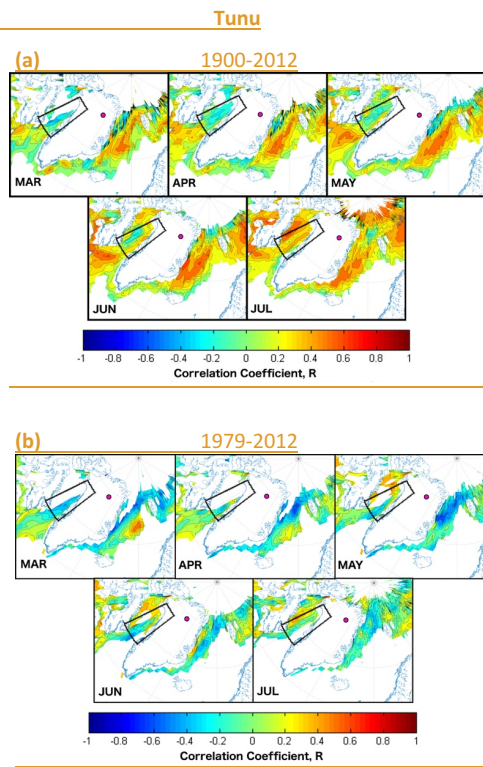 Tunu
(a) 1900-2012
MAR APR MAY
JUN JUL
-1 -0.8 -0.6 -0.4 -0.2 0 0.2 0.4 0.6 0.8 1
Correlation Coefficient, R
(b) 1979-2012
MAR APR MAY
JUN JUL
-1 -0.8 -0.6 -0.4 -0.2 0 0.2 0.4 0.6 0.8 1
Correlation Coefficient, R